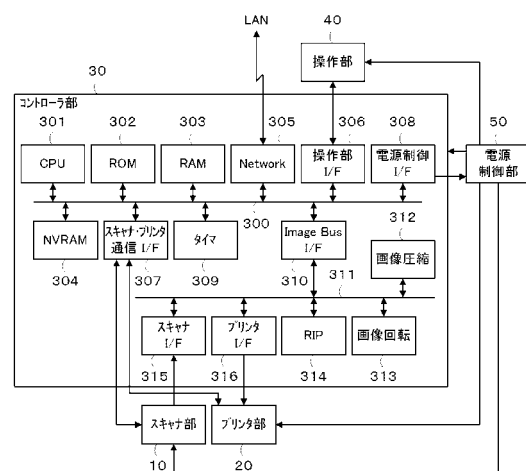 LAN
40
操作部
30
コントローラ部
301
302
303
305
306
308
50
CPU
ROM
RAM
Network
操作部
I/F
電源制御
I/F
電源
制御部
300
312
NVRAM
スキャナ・プリンタ
通信 I/F
タイマ
Image Bus
I/F
画像圧縮
304
307
309
310
311
スキャナ
I/F
プリンタ
I/F
RIP
画像回転
315
316
314
313
スキャナ部
プリンタ部
10
20